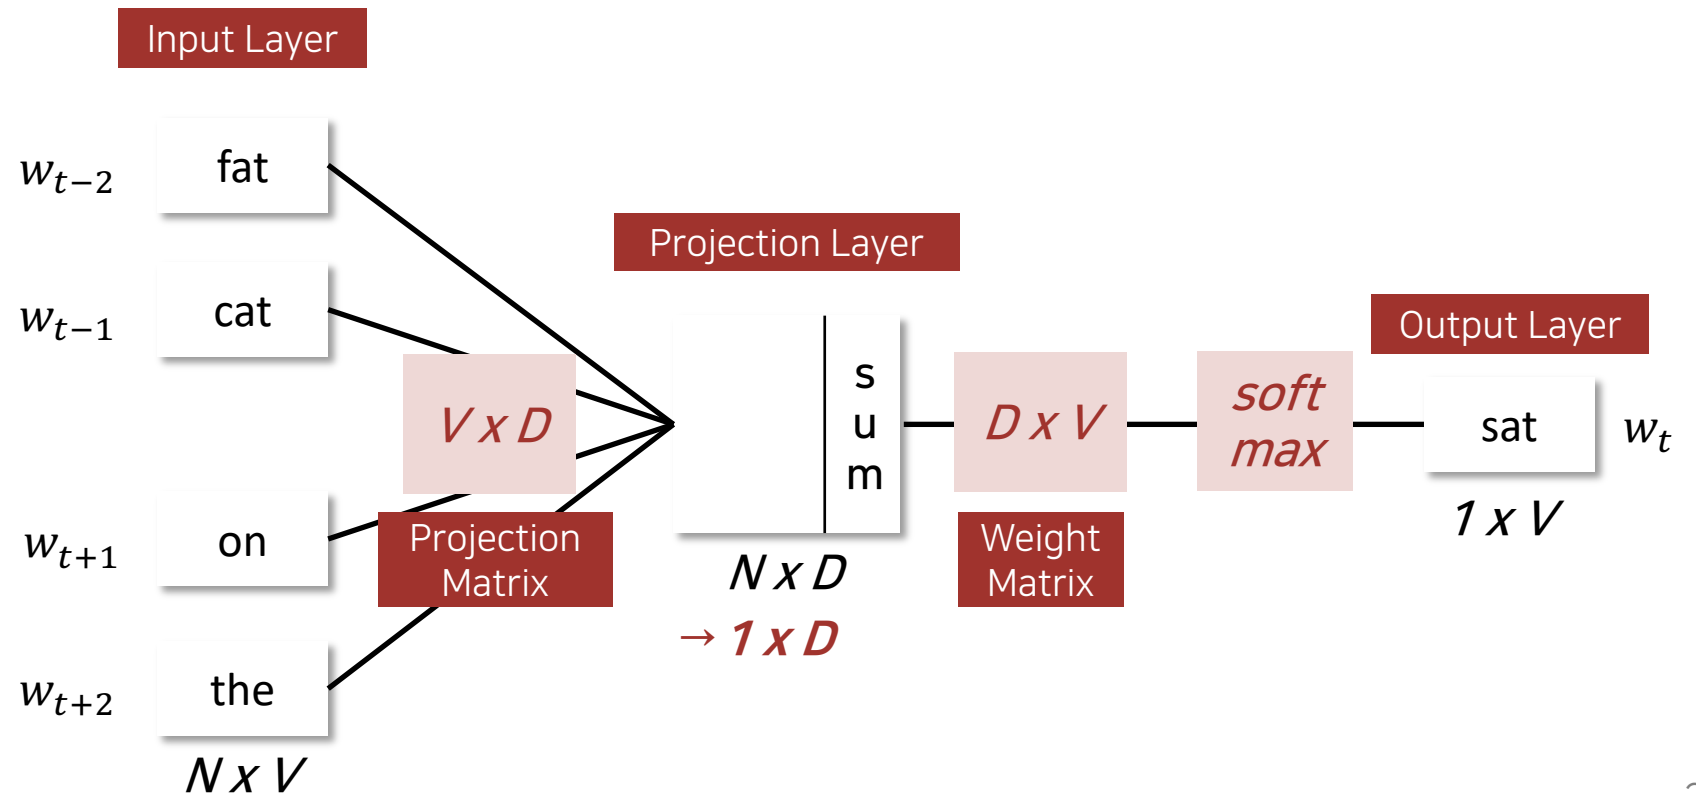 Input Layer
w_{t-2}
fat
w_{t-1}
cat
V x D
Projection
Matrix
w_{t+1}
on
w_{t+2}
the
N x V
Projection Layer
s
u
m
N x D
→ 1 x D
D x V
Weight
Matrix
soft
max
Output Layer
sat
w_t
1 x V